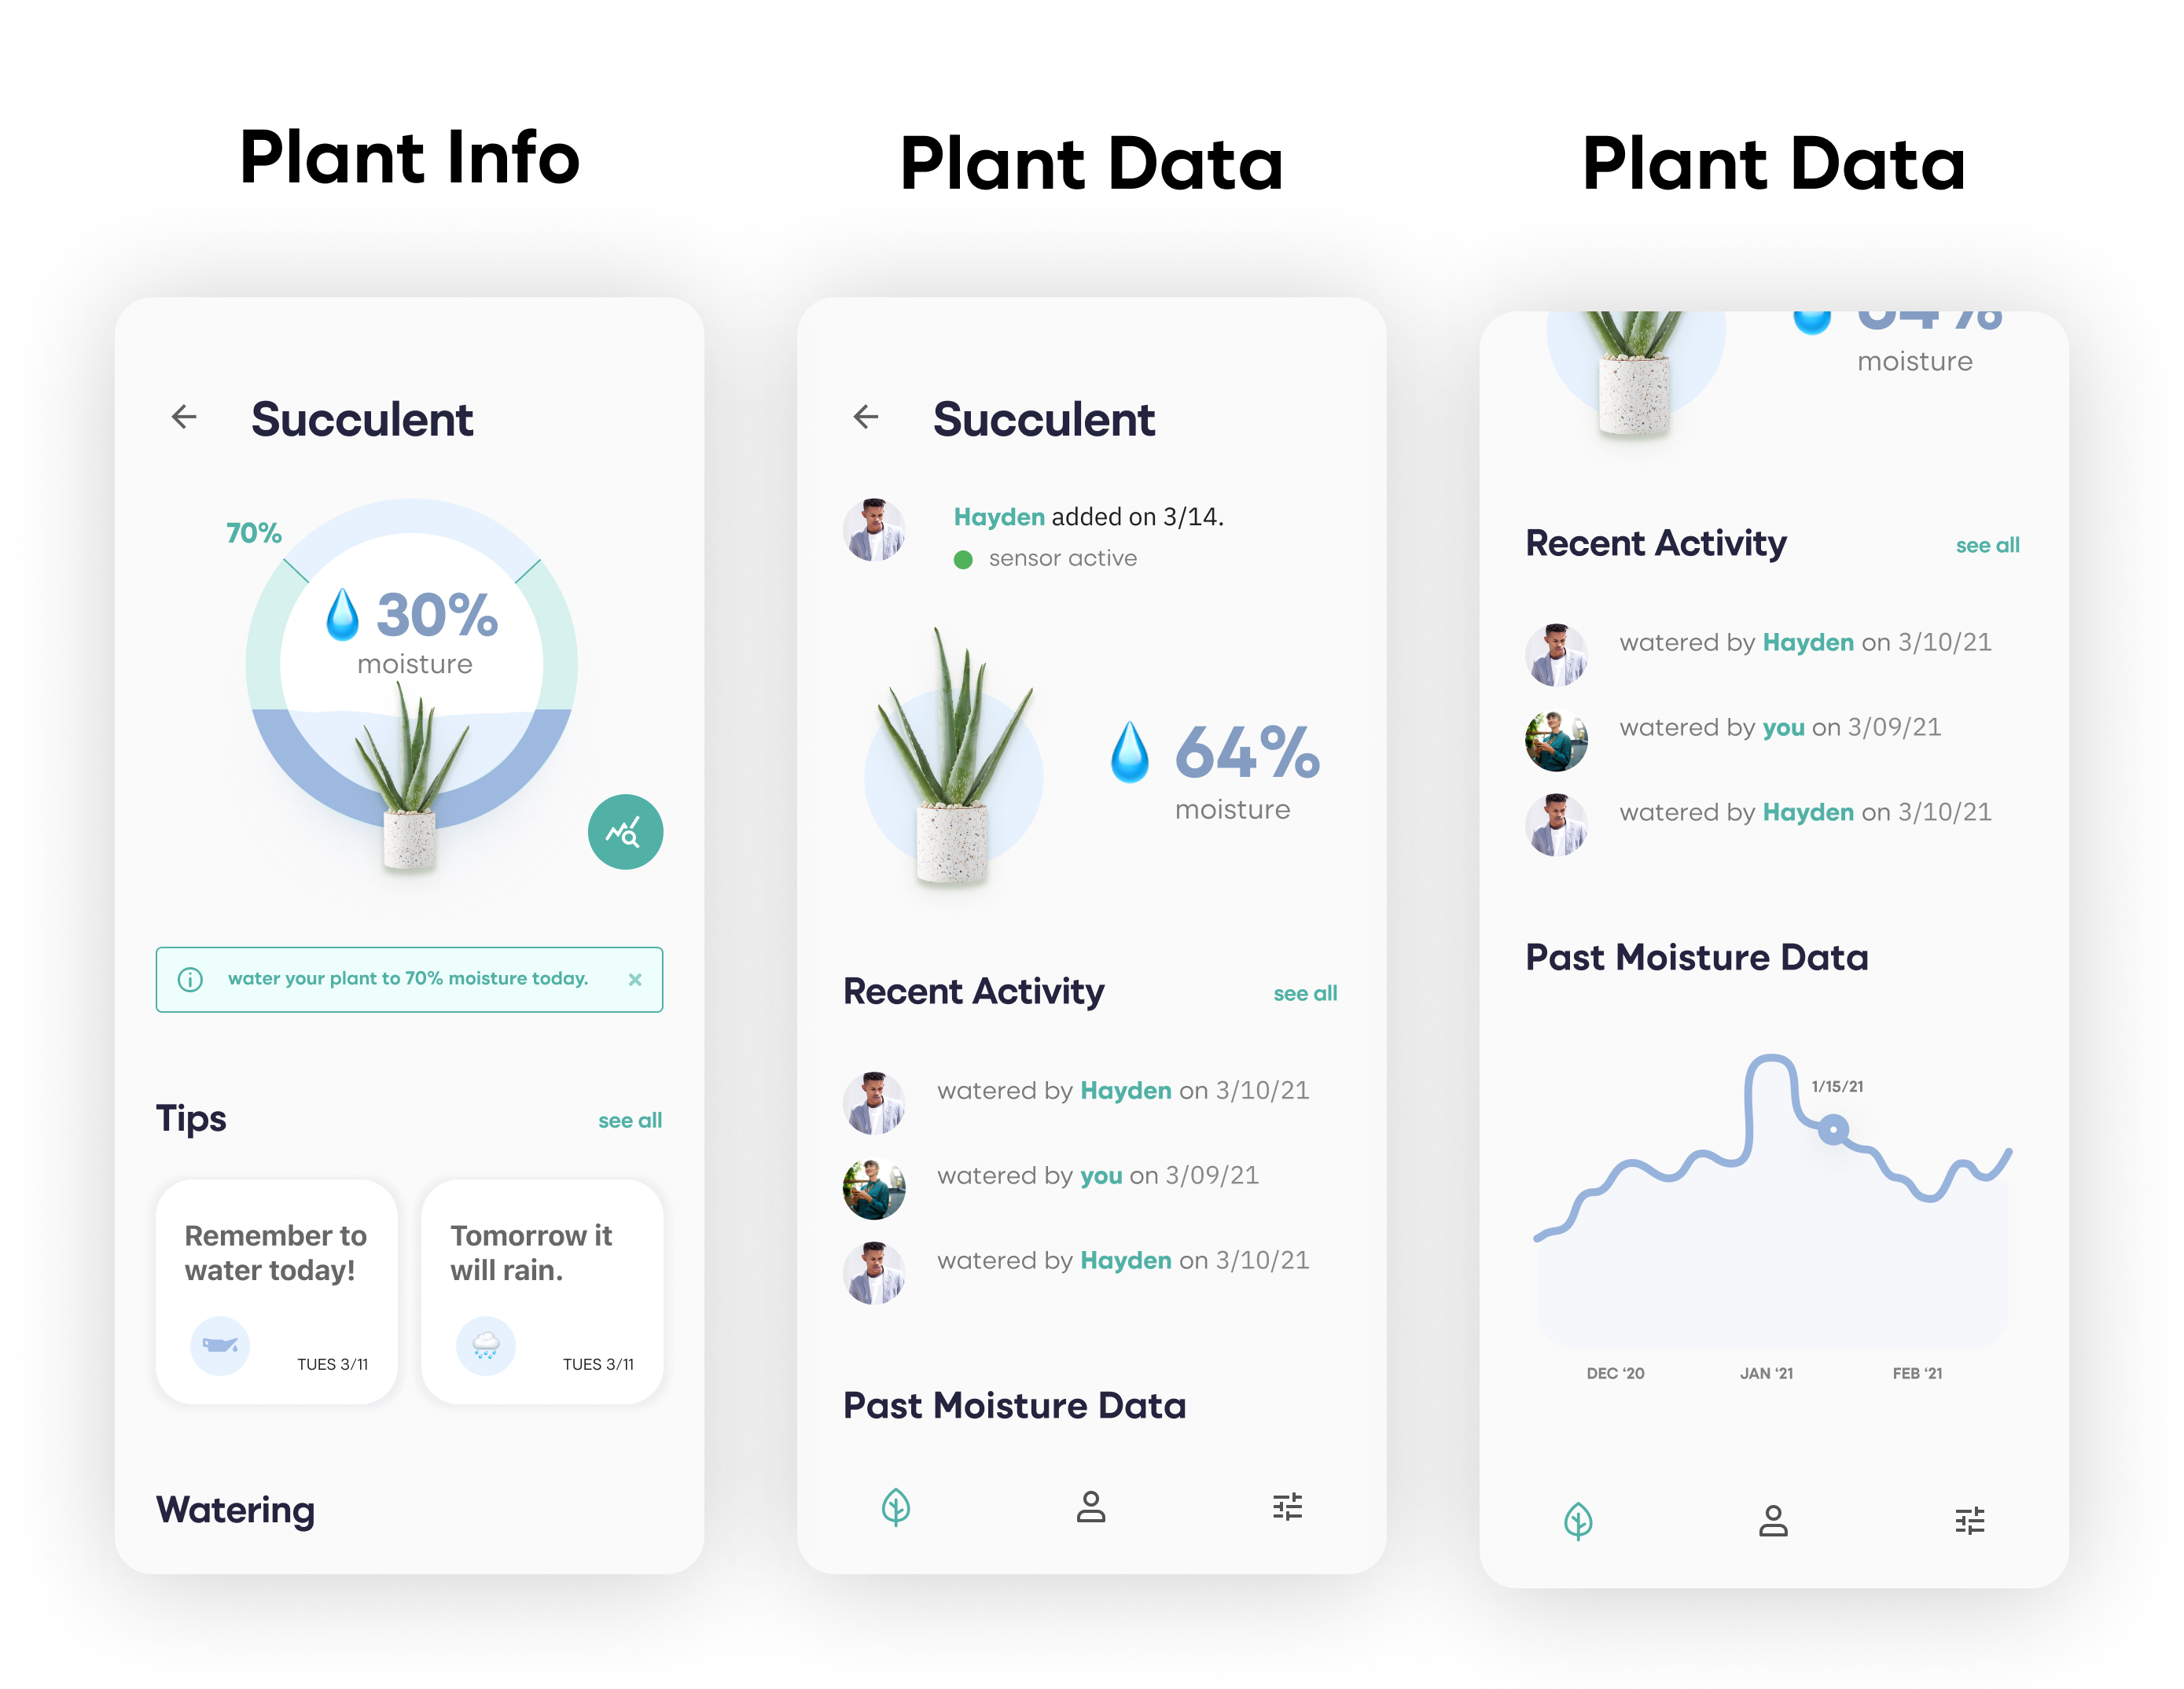 Plant Info
Succulent
70%
30%
moisture
water your plant to 70% moisture today.
Tips
see all
Remember to
water today!
TUES 3/11
Tomorrow it
will rain.
TUES 3/11
Watering
Plant Data
Succulent
Hayden added on 3/14.
sensor active
64%
moisture
Recent Activity
see all
watered by Hayden on 3/10/21
watered by you on 3/09/21
watered by Hayden on 3/10/21
Past Moisture Data
Plant Data
64%
moisture
Recent Activity
see all
watered by Hayden on 3/10/21
watered by you on 3/09/21
watered by Hayden on 3/10/21
Past Moisture Data
1/15/21
DEC ‘20
JAN ‘21
FEB ‘21